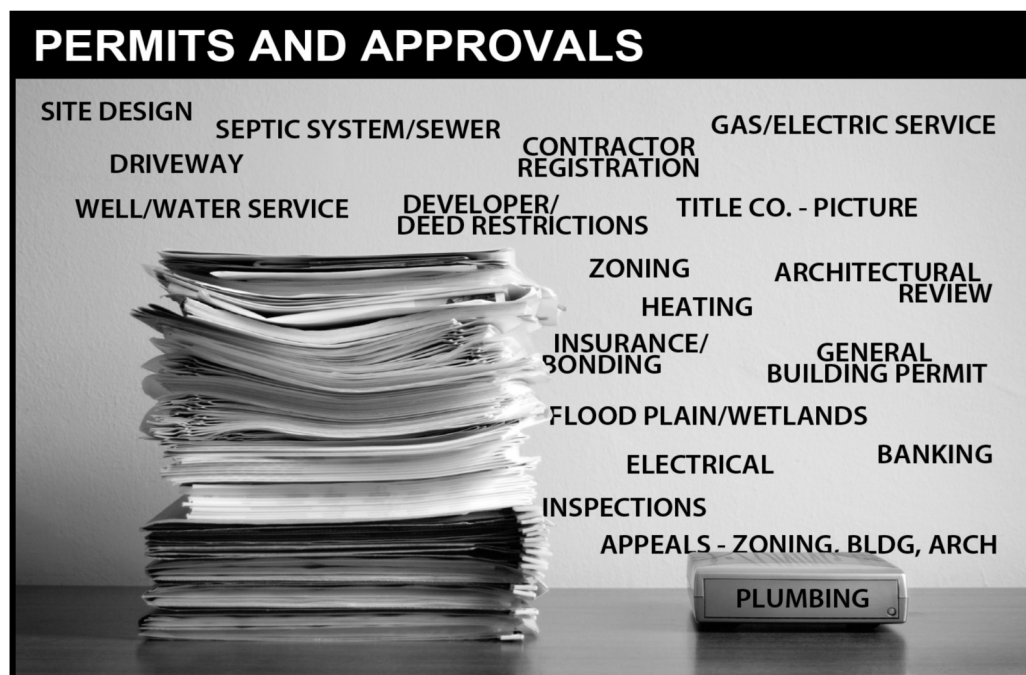 PERMITS AND APPROVALS
SITE DESIGN
SEPTIC SYSTEM/SEWER
GAS/ELECTRIC SERVICE
CONTRACTOR
REGISTRATION
DRIVEWAY
WELL/WATER SERVICE
DEVELOPER/
DEED RESTRICTIONS
TITLE CO. - PICTURE
ZONING
ARCHITECTURAL
REVIEW
HEATING
INSURANCE/
BONDING
GENERAL
BUILDING PERMIT
FLOOD PLAIN/WETLANDS
BANKING
ELECTRICAL
INSPECTIONS
APPEALS - ZONING, BLDG, ARCH
PLUMBING